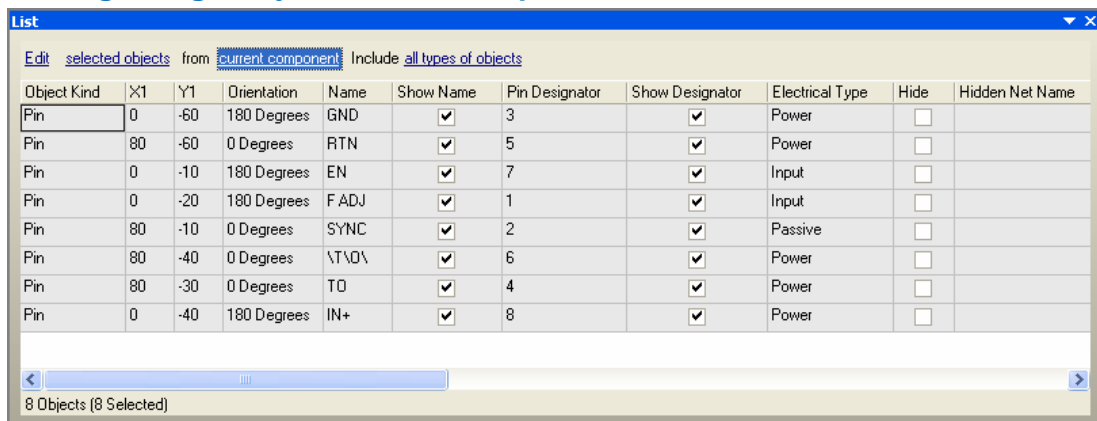 List
Edit selected objects from current component Include all types of objects
Object Kind X1 Y1 Orientation Name Show Name Pin Designator Show Designator Electrical Type Hide Hidden Net Name
Pin 0 -60 180 Degrees GND 3 Power
Pin 80 -60 0 Degrees RTN 5 Power
Pin 0 -10 180 Degrees EN 7 Input
Pin 0 -20 180 Degrees F ADJ 1 Input
Pin 80 -10 0 Degrees SYNC 2 Passive
Pin 80 -40 0 Degrees \T\O\ 6 Power
Pin 80 -30 0 Degrees TO 4 Power
Pin 0 -40 180 Degrees IN+ 8 Power
8 Objects (8 Selected)